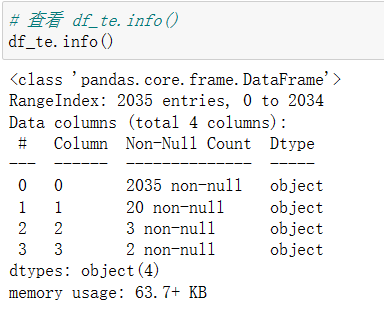 # 查看 df_te.info()
df_te.info()
<class 'pandas.core.frame.DataFrame'>
RangeIndex: 2035 entries, 0 to 2034
Data columns (total 4 columns):
 #   Column  Non-Null Count  Dtype
---  ------  --------------  -----
 0   0       2035 non-null   object
 1   1       20 non-null     object
 2   2       3 non-null      object
 3   3       2 non-null      object
dtypes: object(4)
memory usage: 63.7+ KB